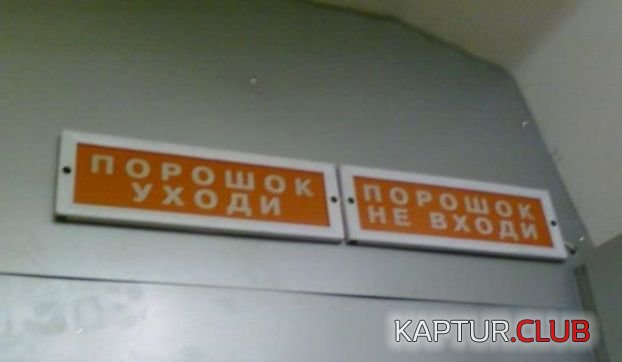 ПОРОШОК
УХОДИ
ПОРОШОК
НЕ ВХОДИ
KAPTUR.CLUB